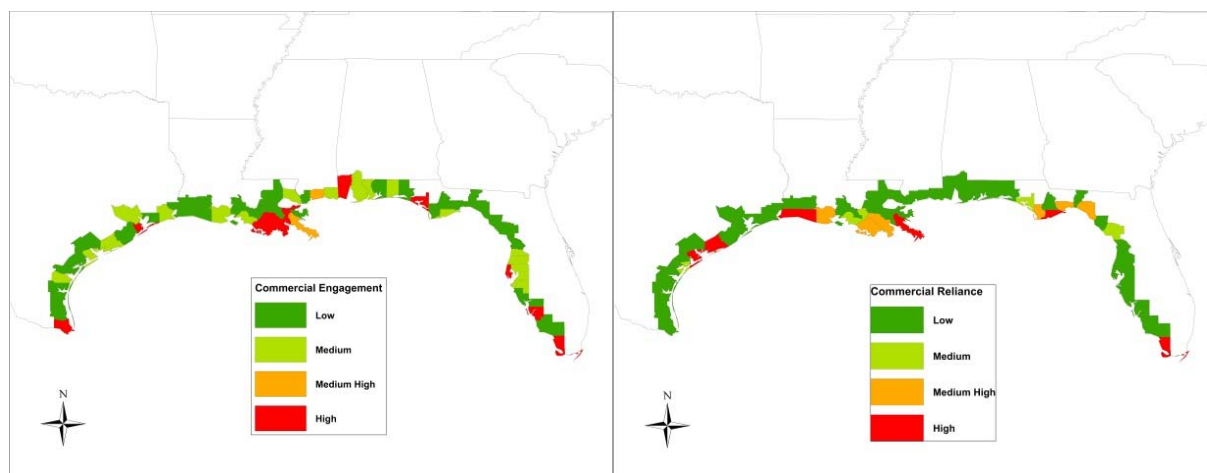 Commercial Engagement
Low
Medium
Medium High
High
N
Commercial Reliance
Low
Medium
Medium High
High
N